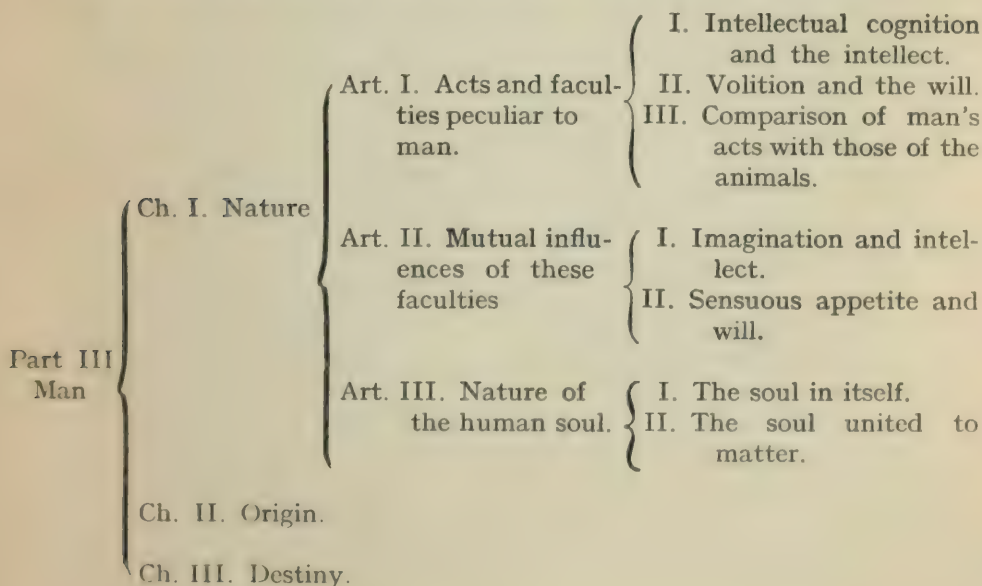 Part III
Man
Ch. I. Nature
Art. I. Acts and facul-
ties peculiar to
man.
I. Intellectual cognition
and the intellect.
II. Volition and the will.
III. Comparison of man's
acts with those of the
animals.
Art. II. Mutual influ-
ences of these
faculties
I. Imagination and intel-
lect.
II. Sensuous appetite and
will.
Art. III. Nature of
the human soul.
I. The soul in itself.
II. The soul united to
matter.
Ch. II. Origin.
Ch. III. Destiny.